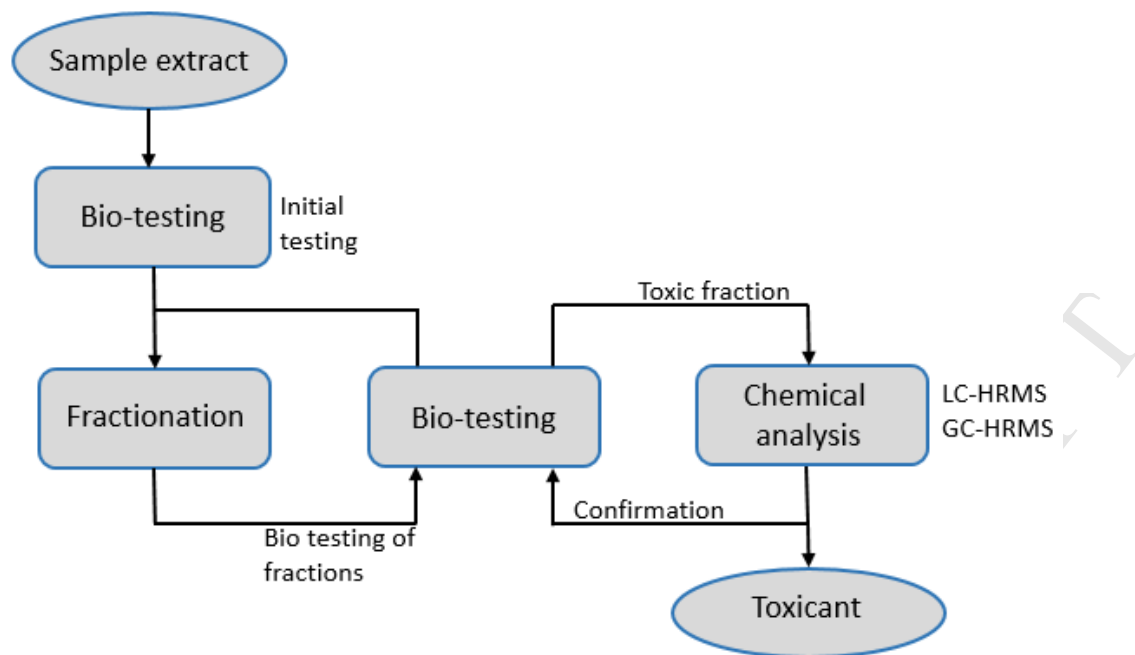 Sample extract
Bio-testing
Initial
testing
Toxic fraction
Fractionation
Bio-testing
Chemical
analysis
LC-HRMS
GC-HRMS
Bio testing of
fractions
Confirmation
Toxicant